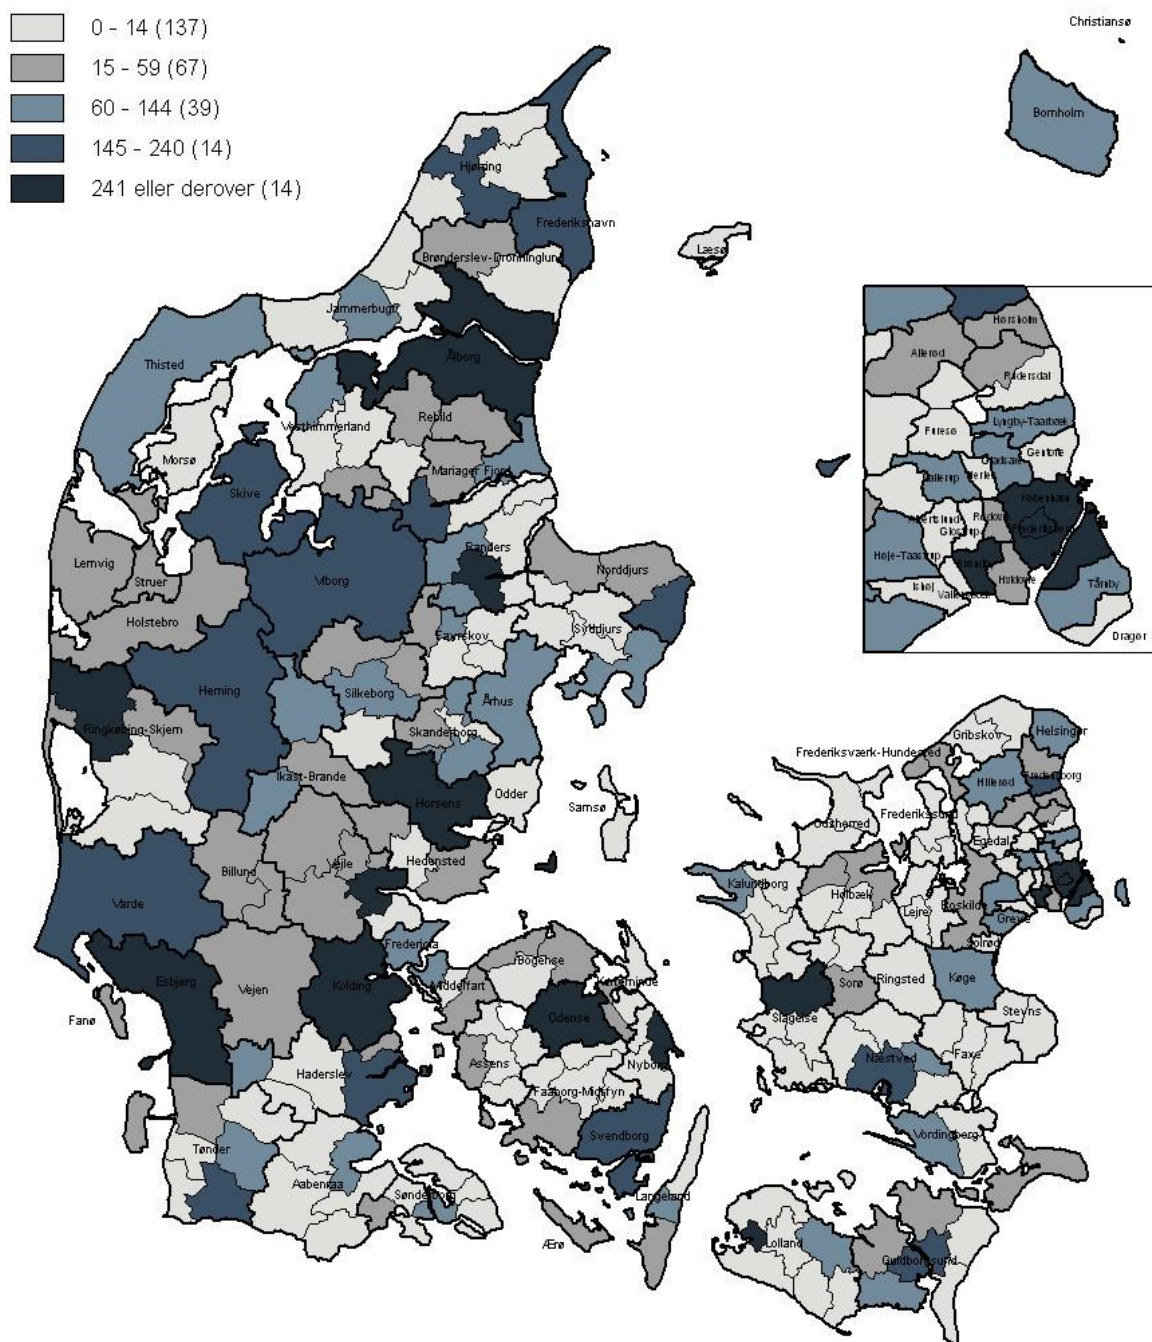 0 - 14 (137)
15 - 59 (67)
60 - 144 (39)
145 - 240 (14)
241 eller derover (14)
Christiansø
Bornholm
Hjørring
Frederikshavn
Læsø
Brønderslev-Dronninglund
Jammerbugt
Thisted
Ålborg
Vesthimmerland
Rebild
Morsø
Mariager Fjord
Skive
Lemvig
Struer
Viborg
Randers
Norddjurs
Holstebro
Favrskov
Syddjurs
Herning
Silkeborg
Århus
Ringkøbing-Skjern
Skanderborg
Ikast-Brande
Horsens
Odder
Samsø
Billund
Vejle
Hedensted
Varde
Fredericia
Esbjerg
Vejen
Kolding
Fanø
Middelfart
Bogense
Kerteminde
Odense
Assens
Nyborg
Haderslev
Faaborg-Midtfyn
Svendborg
Tønder
Aabenraa
Sønderborg
Langeland
Ærø
Hørsholm
Allerød
Rudersdal
Lyngby-Taarbæk
Furesø
Gentofte
Gladsaxe
Ballerup
Herlev
København
Albertslund
Rødovre
Glostrup
Frederiksberg
Høje-Taastrup
Brøndby
Hvidovre
Ishøj
Vallensbæk
Tårnby
Dragør
Gribskov
Helsingør
Frederiksværk-Hundested
Hillerød
Fredensborg
Odsherred
Frederikssund
Egedal
Kalundborg
Holbæk
Lejre
Roskilde
Greve
Solrød
Sorø
Ringsted
Køge
Slagelse
Stevns
Næstved
Faxe
Vordingborg
Lolland
Guldborgsund